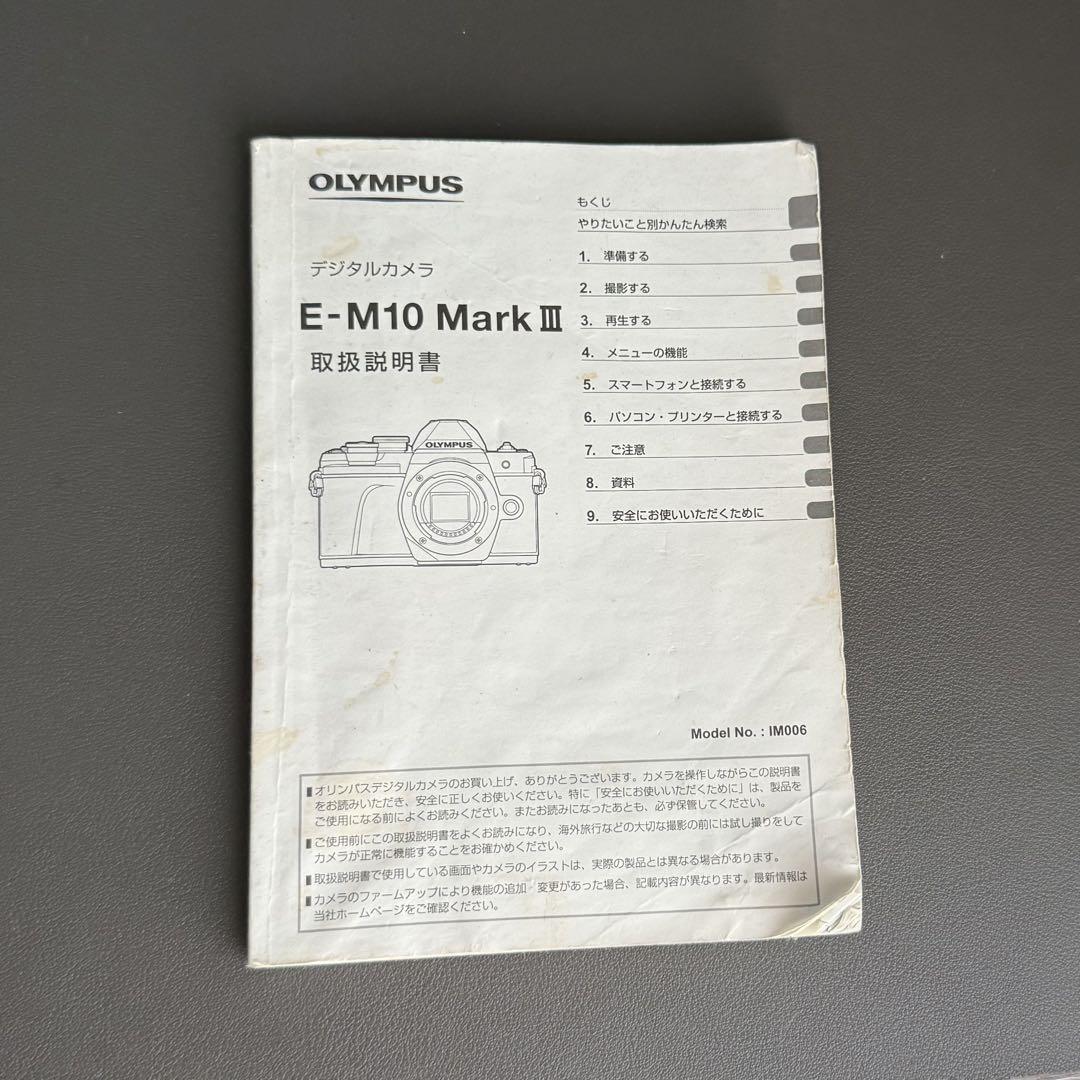 OLYMPUS
デジタルカメラ
E-M10 Mark III
取扱説明書
OLYMPUS
もくじ
やりたいこと別かんたん検索
1. 準備する
2. 撮影する
3. 再生する
4. メニューの機能
5. スマートフォンと接続する
6. パソコン・プリンターと接続する
7. ご注意
8. 資料
9. 安全にお使いいただくために
Model No. : IM006
■ オリンパスデジタルカメラのお買い上げ、ありがとうございます。カメラを操作しながらこの説明書
をお読みいただき、安全に正しくお使いください。特に「安全にお使いいただくために」は、製品を
ご使用になる前によくお読みください。またお読みになったあとも、必ず保管してください。
■ ご使用前にこの取扱説明書をよくお読みになり、海外旅行などの大切な撮影の前には試し撮りをして
カメラが正常に機能することをお確かめください。
■ 取扱説明書で使用している画面やカメラのイラストは、実際の製品とは異なる場合があります。
■ カメラのファームアップにより機能の追加 変更があった場合、記載内容が異なります。最新情報は
当社ホームページをご確認ください。